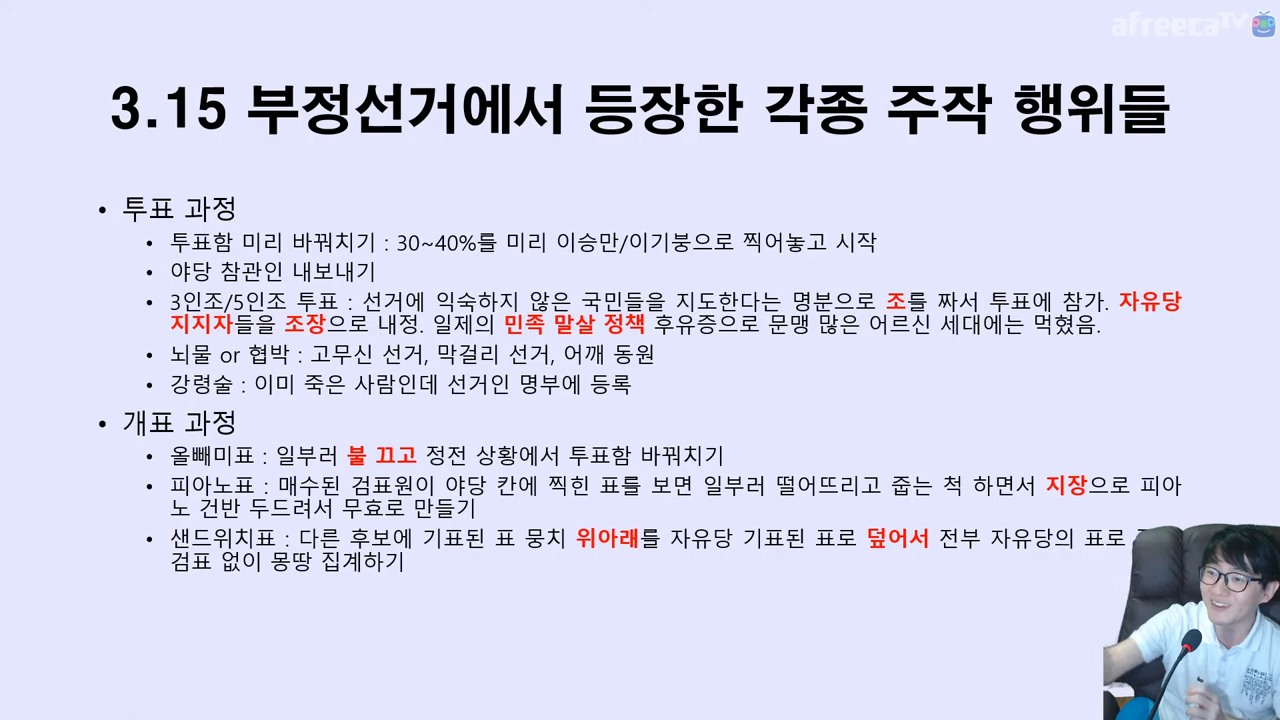 afreecaTV
3.15 부정선거에서 등장한 각종 주작 행위들
• 투표 과정
• 투표함 미리 바꿔치기 : 30~40%를 미리 이승만/이기붕으로 찍어놓고 시작
• 야당 참관인 내보내기
• 3인조/5인조 투표 : 선거에 익숙하지 않은 국민들을 지도한다는 명분으로 조를 짜서 투표에 참가. 자유당
지지자들을 조장으로 내정. 일제의 민족 말살 정책 후유증으로 문맹 많은 어르신 세대에는 먹혔음.
• 뇌물 or 협박 : 고무신 선거, 막걸리 선거, 어깨 동원
• 강령술 : 이미 죽은 사람인데 선거인 명부에 등록
• 개표 과정
• 올빼미표 : 일부러 불 끄고 정전 상황에서 투표함 바꿔치기
• 피아노표 : 매수된 검표원이 야당 칸에 찍힌 표를 보면 일부러 떨어뜨리고 줍는 척 하면서 지장으로 피아
노 건반 두드려서 무효로 만들기
• 샌드위치표 : 다른 후보에 기표된 표 뭉치 위아래를 자유당 기표된 표로 덮어서 전부 자유당의 표로
검표 없이 몽땅 집계하기